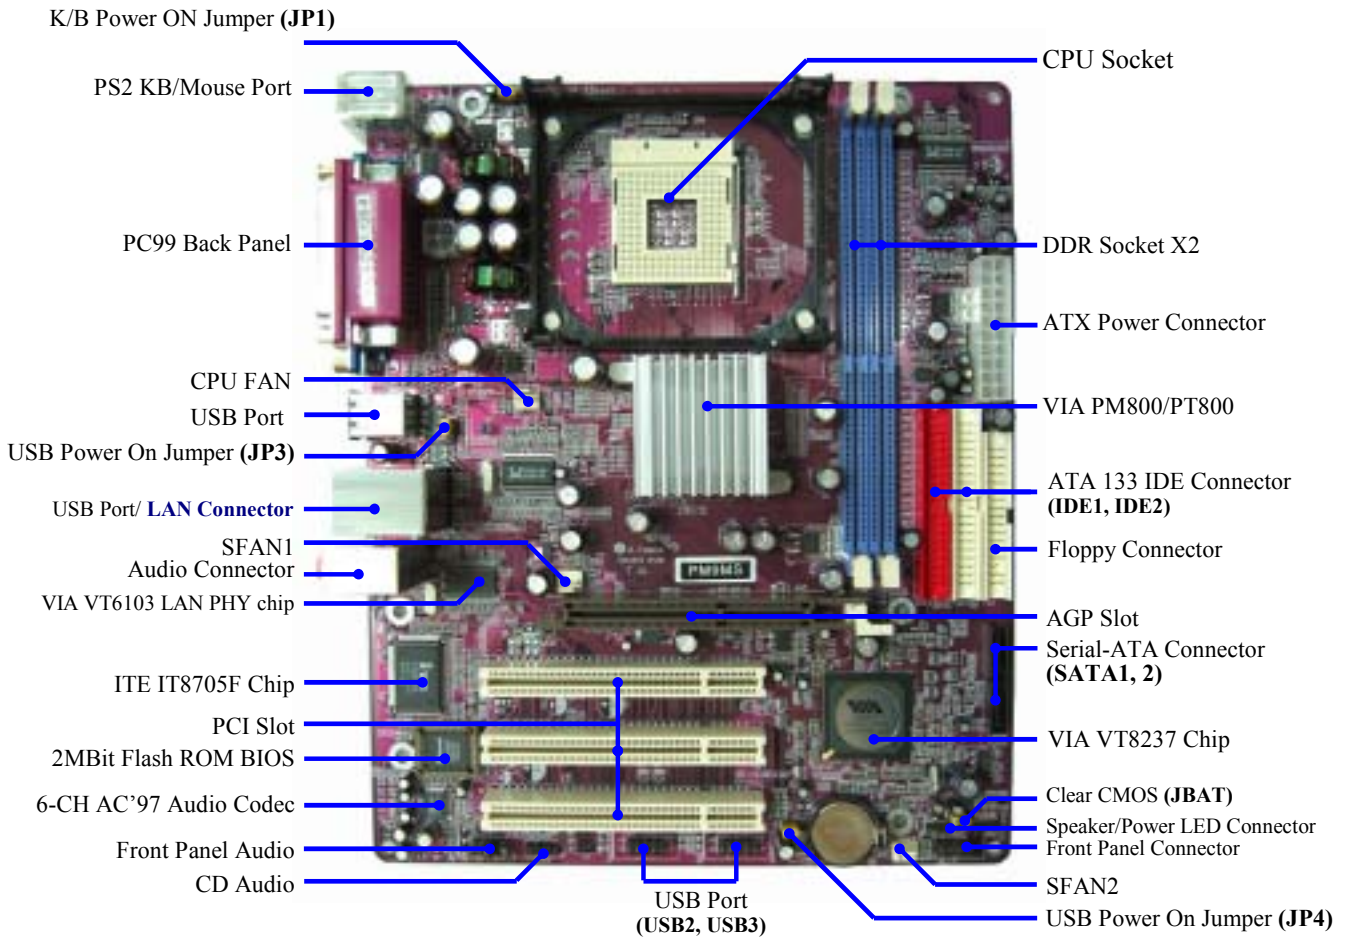 K/B Power ON Jumper (JP1)
PS2 KB/Mouse Port
PC99 Back Panel
CPU FAN
USB Port
USB Power On Jumper (JP3)
USB Port/ LAN Connector
SFAN1
Audio Connector
VIA VT6103 LAN PHY chip
ITE IT8705F Chip
PCI Slot
2MBit Flash ROM BIOS
6-CH AC’97 Audio Codec
Front Panel Audio
CD Audio
USB Port
(USB2, USB3)
CPU Socket
DDR Socket X2
ATX Power Connector
VIA PM800/PT800
ATA 133 IDE Connector
(IDE1, IDE2)
Floppy Connector
AGP Slot
Serial-ATA Connector
(SATA1, 2)
VIA VT8237 Chip
Clear CMOS (JBAT)
Speaker/Power LED Connector
Front Panel Connector
SFAN2
USB Power On Jumper (JP4)
VIA